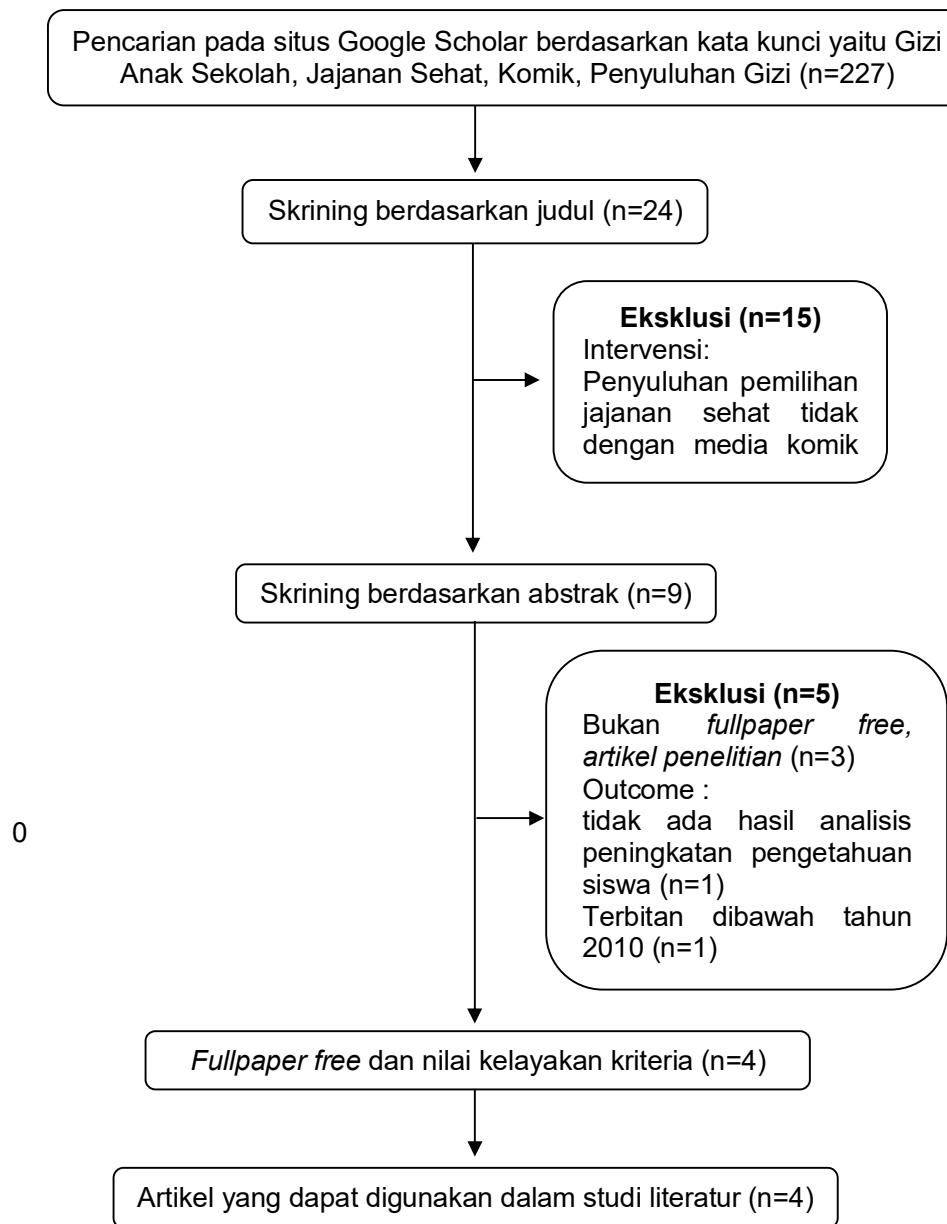 Pencarian pada situs Google Scholar berdasarkan kata kunci yaitu Gizi
Anak Sekolah, Jajanan Sehat, Komik, Penyuluhan Gizi (n=227)
Skrining berdasarkan judul (n=24)
Eksklusi (n=15)
Intervensi:
Penyuluhan pemilihan
jajanan sehat tidak
dengan media komik
Skrining berdasarkan abstrak (n=9)
Eksklusi (n=5)
Bukan fullpaper free,
artikel penelitian (n=3)
Outcome :
tidak ada hasil analisis
peningkatan pengetahuan
siswa (n=1)
Terbitan dibawah tahun
2010 (n=1)
0
Fullpaper free dan nilai kelayakan kriteria (n=4)
Artikel yang dapat digunakan dalam studi literatur (n=4)